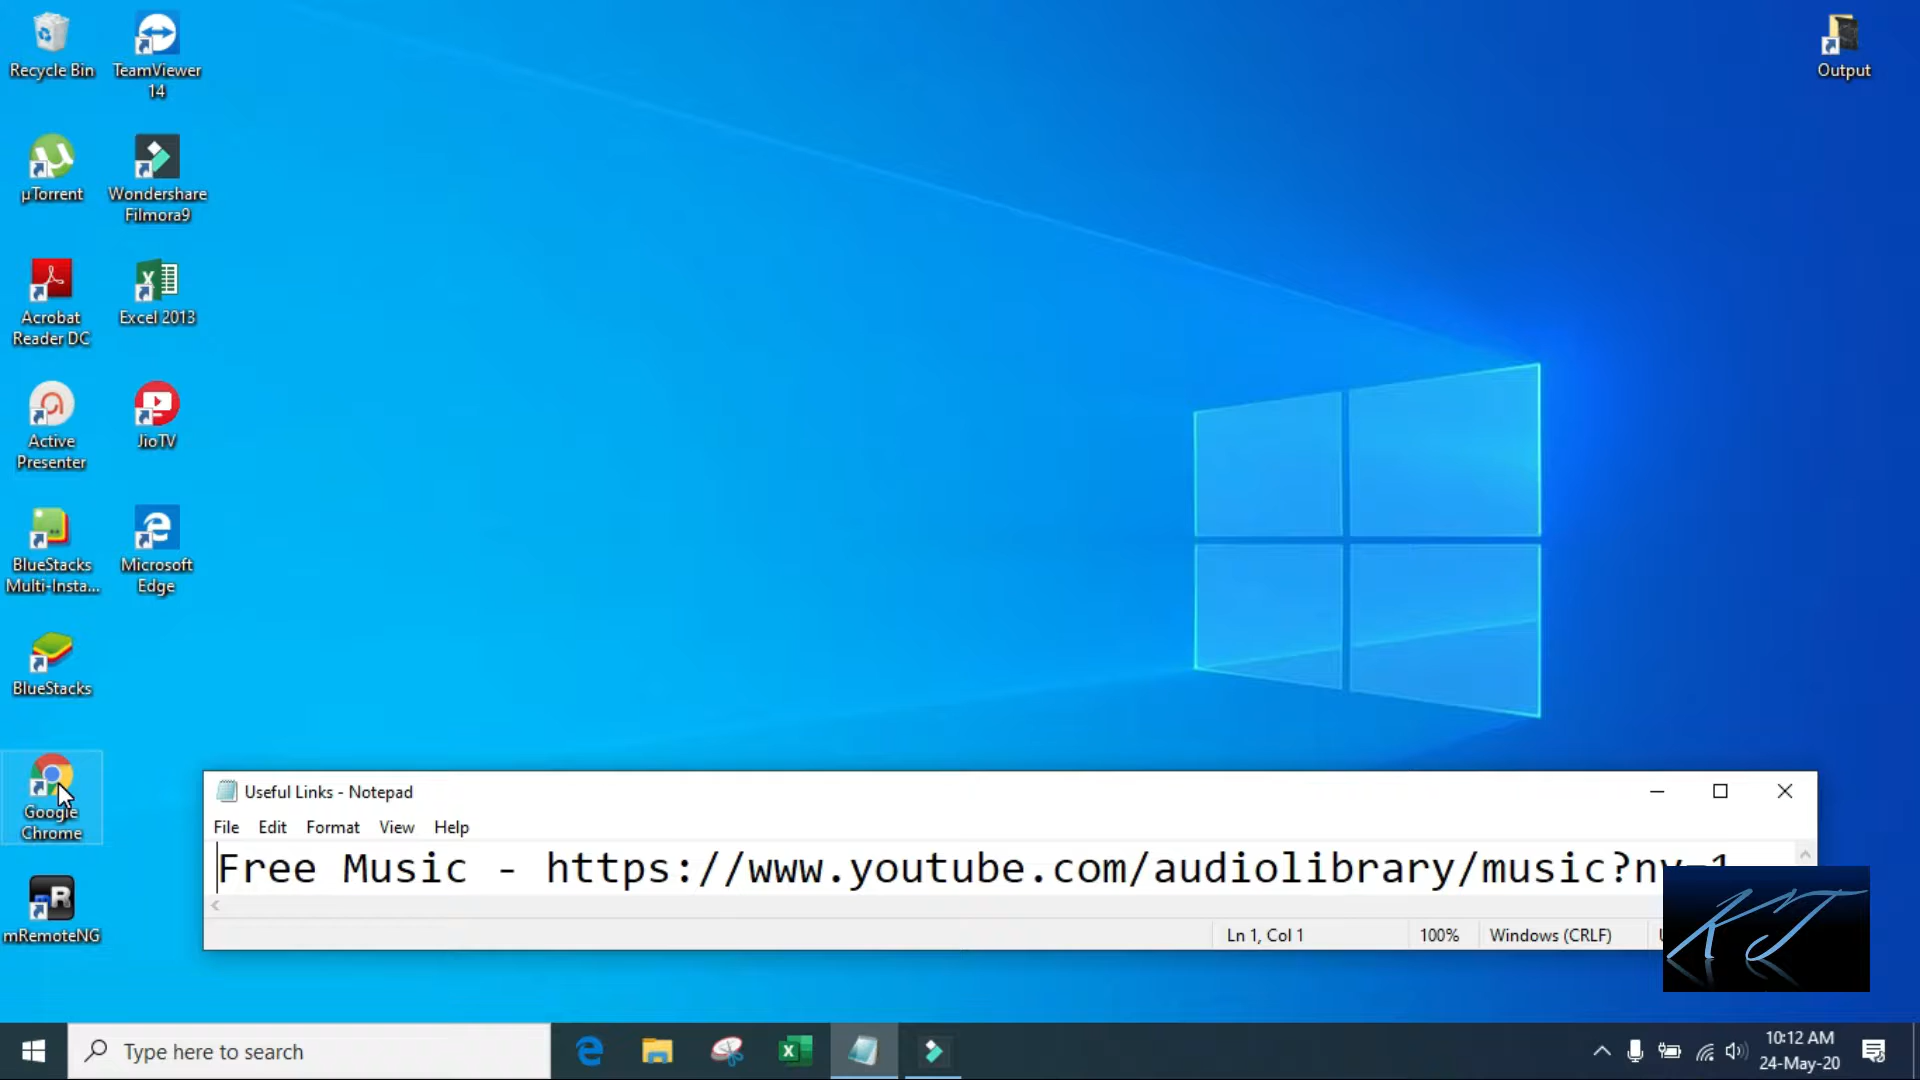 Recycle Bin
TeamViewer
14
Output
µTorrent
Wondershare
Filmora9
Acrobat
Reader DC
Excel 2013
Active
Presenter
JioTV
BlueStacks
Multi-Insta...
Microsoft
Edge
BlueStacks
Google
Chrome
mRemoteNG
Useful Links - Notepad
File Edit Format View Help
Free Music - https://www.youtube.com/audiolibrary/music?nv=1
Ln 1, Col 1 100% Windows (CRLF)
KJ
Type here to search
10:12 AM
24-May-20